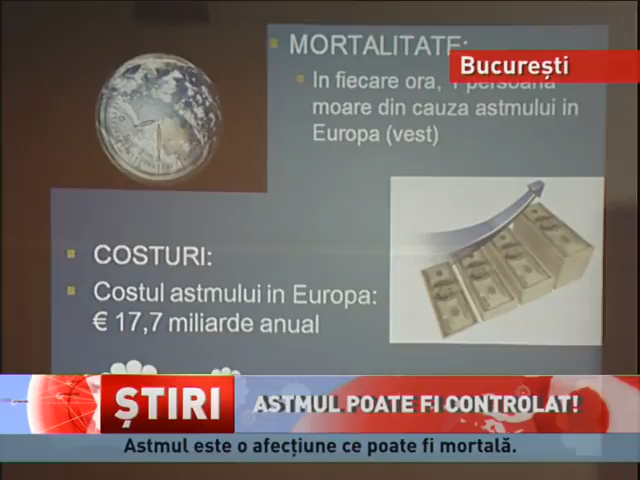 MORTALITATE:
București
In fiecare ora, 1 persoana
moare din cauza astmului in
Europa (vest)
COSTURI:
Costul astmului in Europa:
€ 17,7 miliarde anual
ȘTIRI
ASTMUL POATE FI CONTROLAT!
Astmul este o afecțiune ce poate fi mortală.